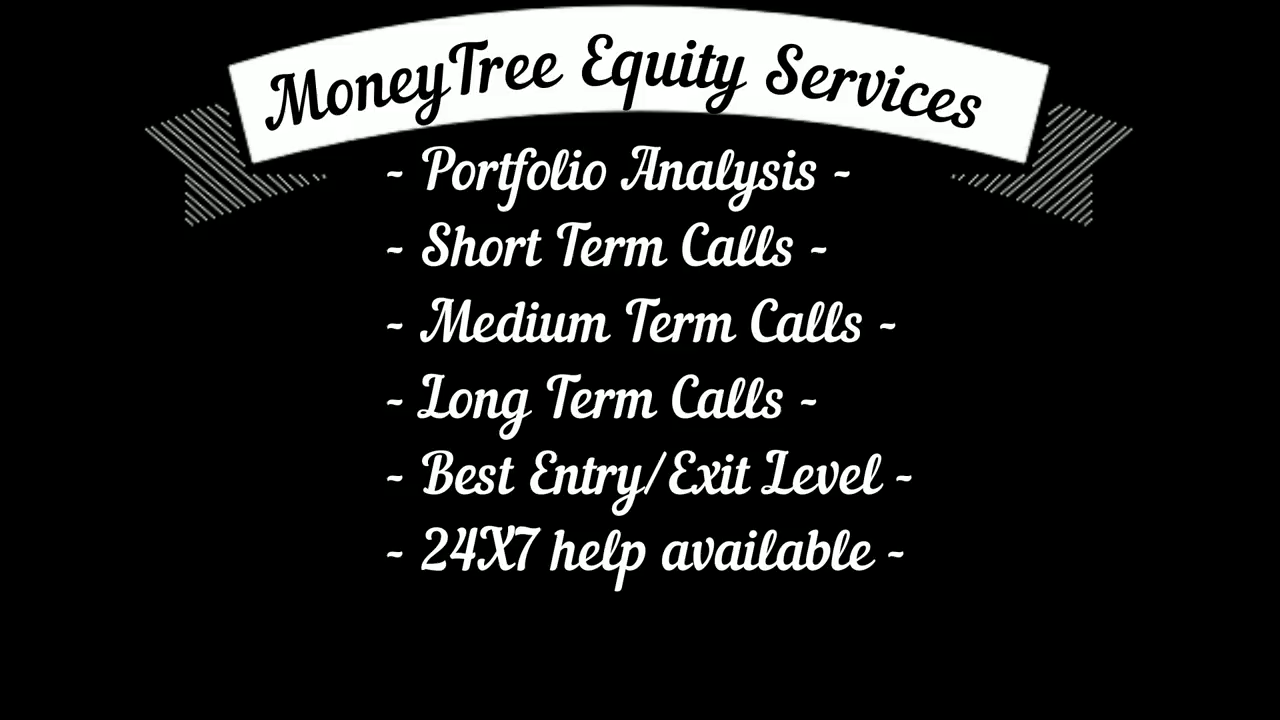 MoneyTree Equity Services
- Portfolio Analysis -
- Short Term Calls -
- Medium Term Calls -
- Long Term Calls -
- Best Entry/Exit Level -
- 24X7 help available -